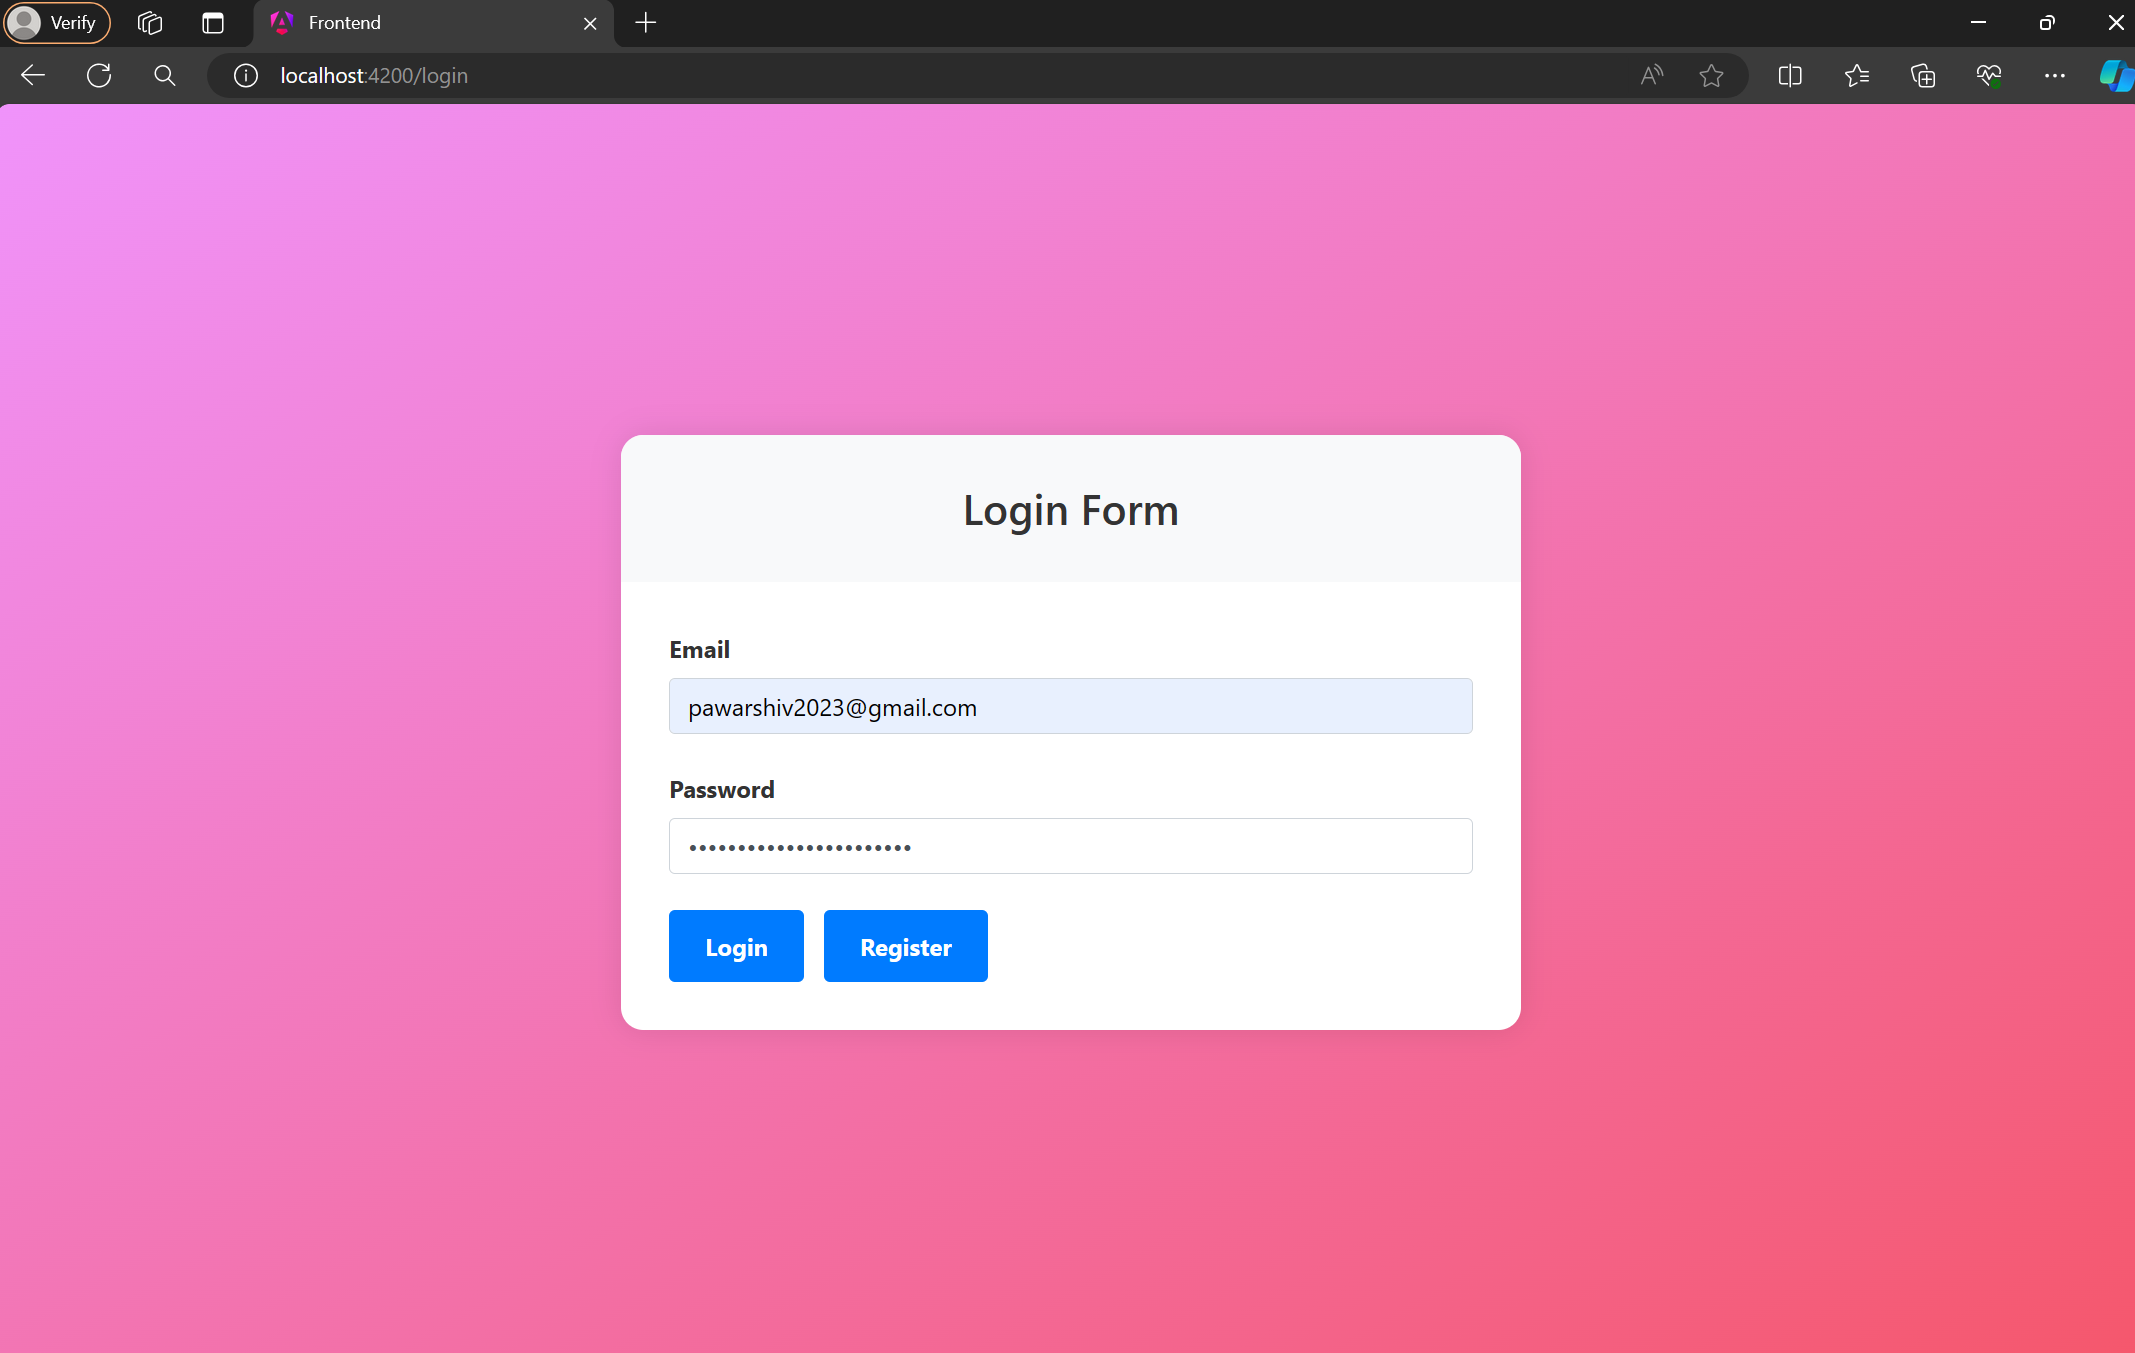 Verify
Frontend
localhost:4200/login
Login Form
Email
pawarshiv2023@gmail.com
Password
•••••••••••••••••••••••
Login Register